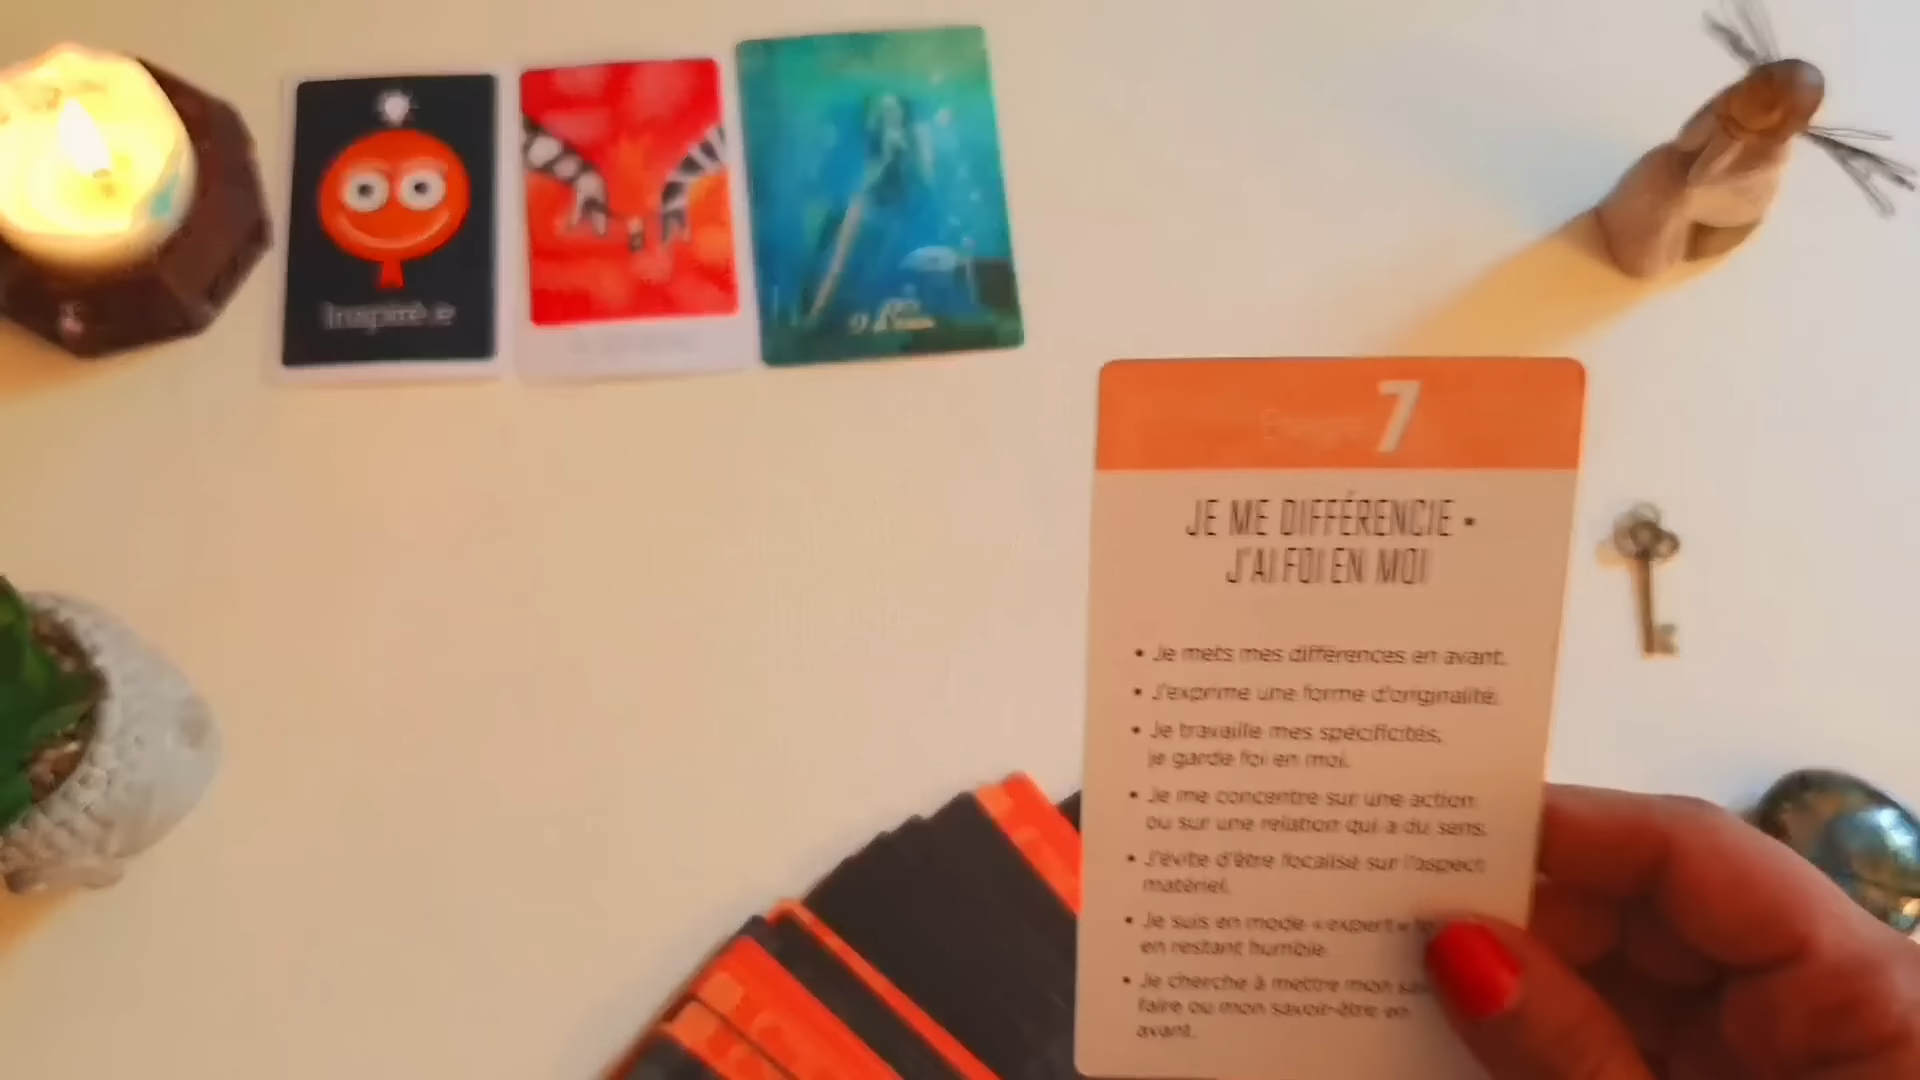 Inspiré.e
Énergie 7
JE ME DIFFÉRENCIE •
J'AI FOI EN MOI
• Je mets mes différences en avant.
• J'exprime une forme d'originalité.
• Je travaille mes spécificités,
je garde foi en moi.
• Je me concentre sur une action
ou sur une relation qui a du sens.
• J'évite d'être focalisé sur l'aspect
matériel.
• Je suis en mode « expert »
en restant humble.
• Je cherche à mettre mon
faire ou mon savoir-être en
avant.